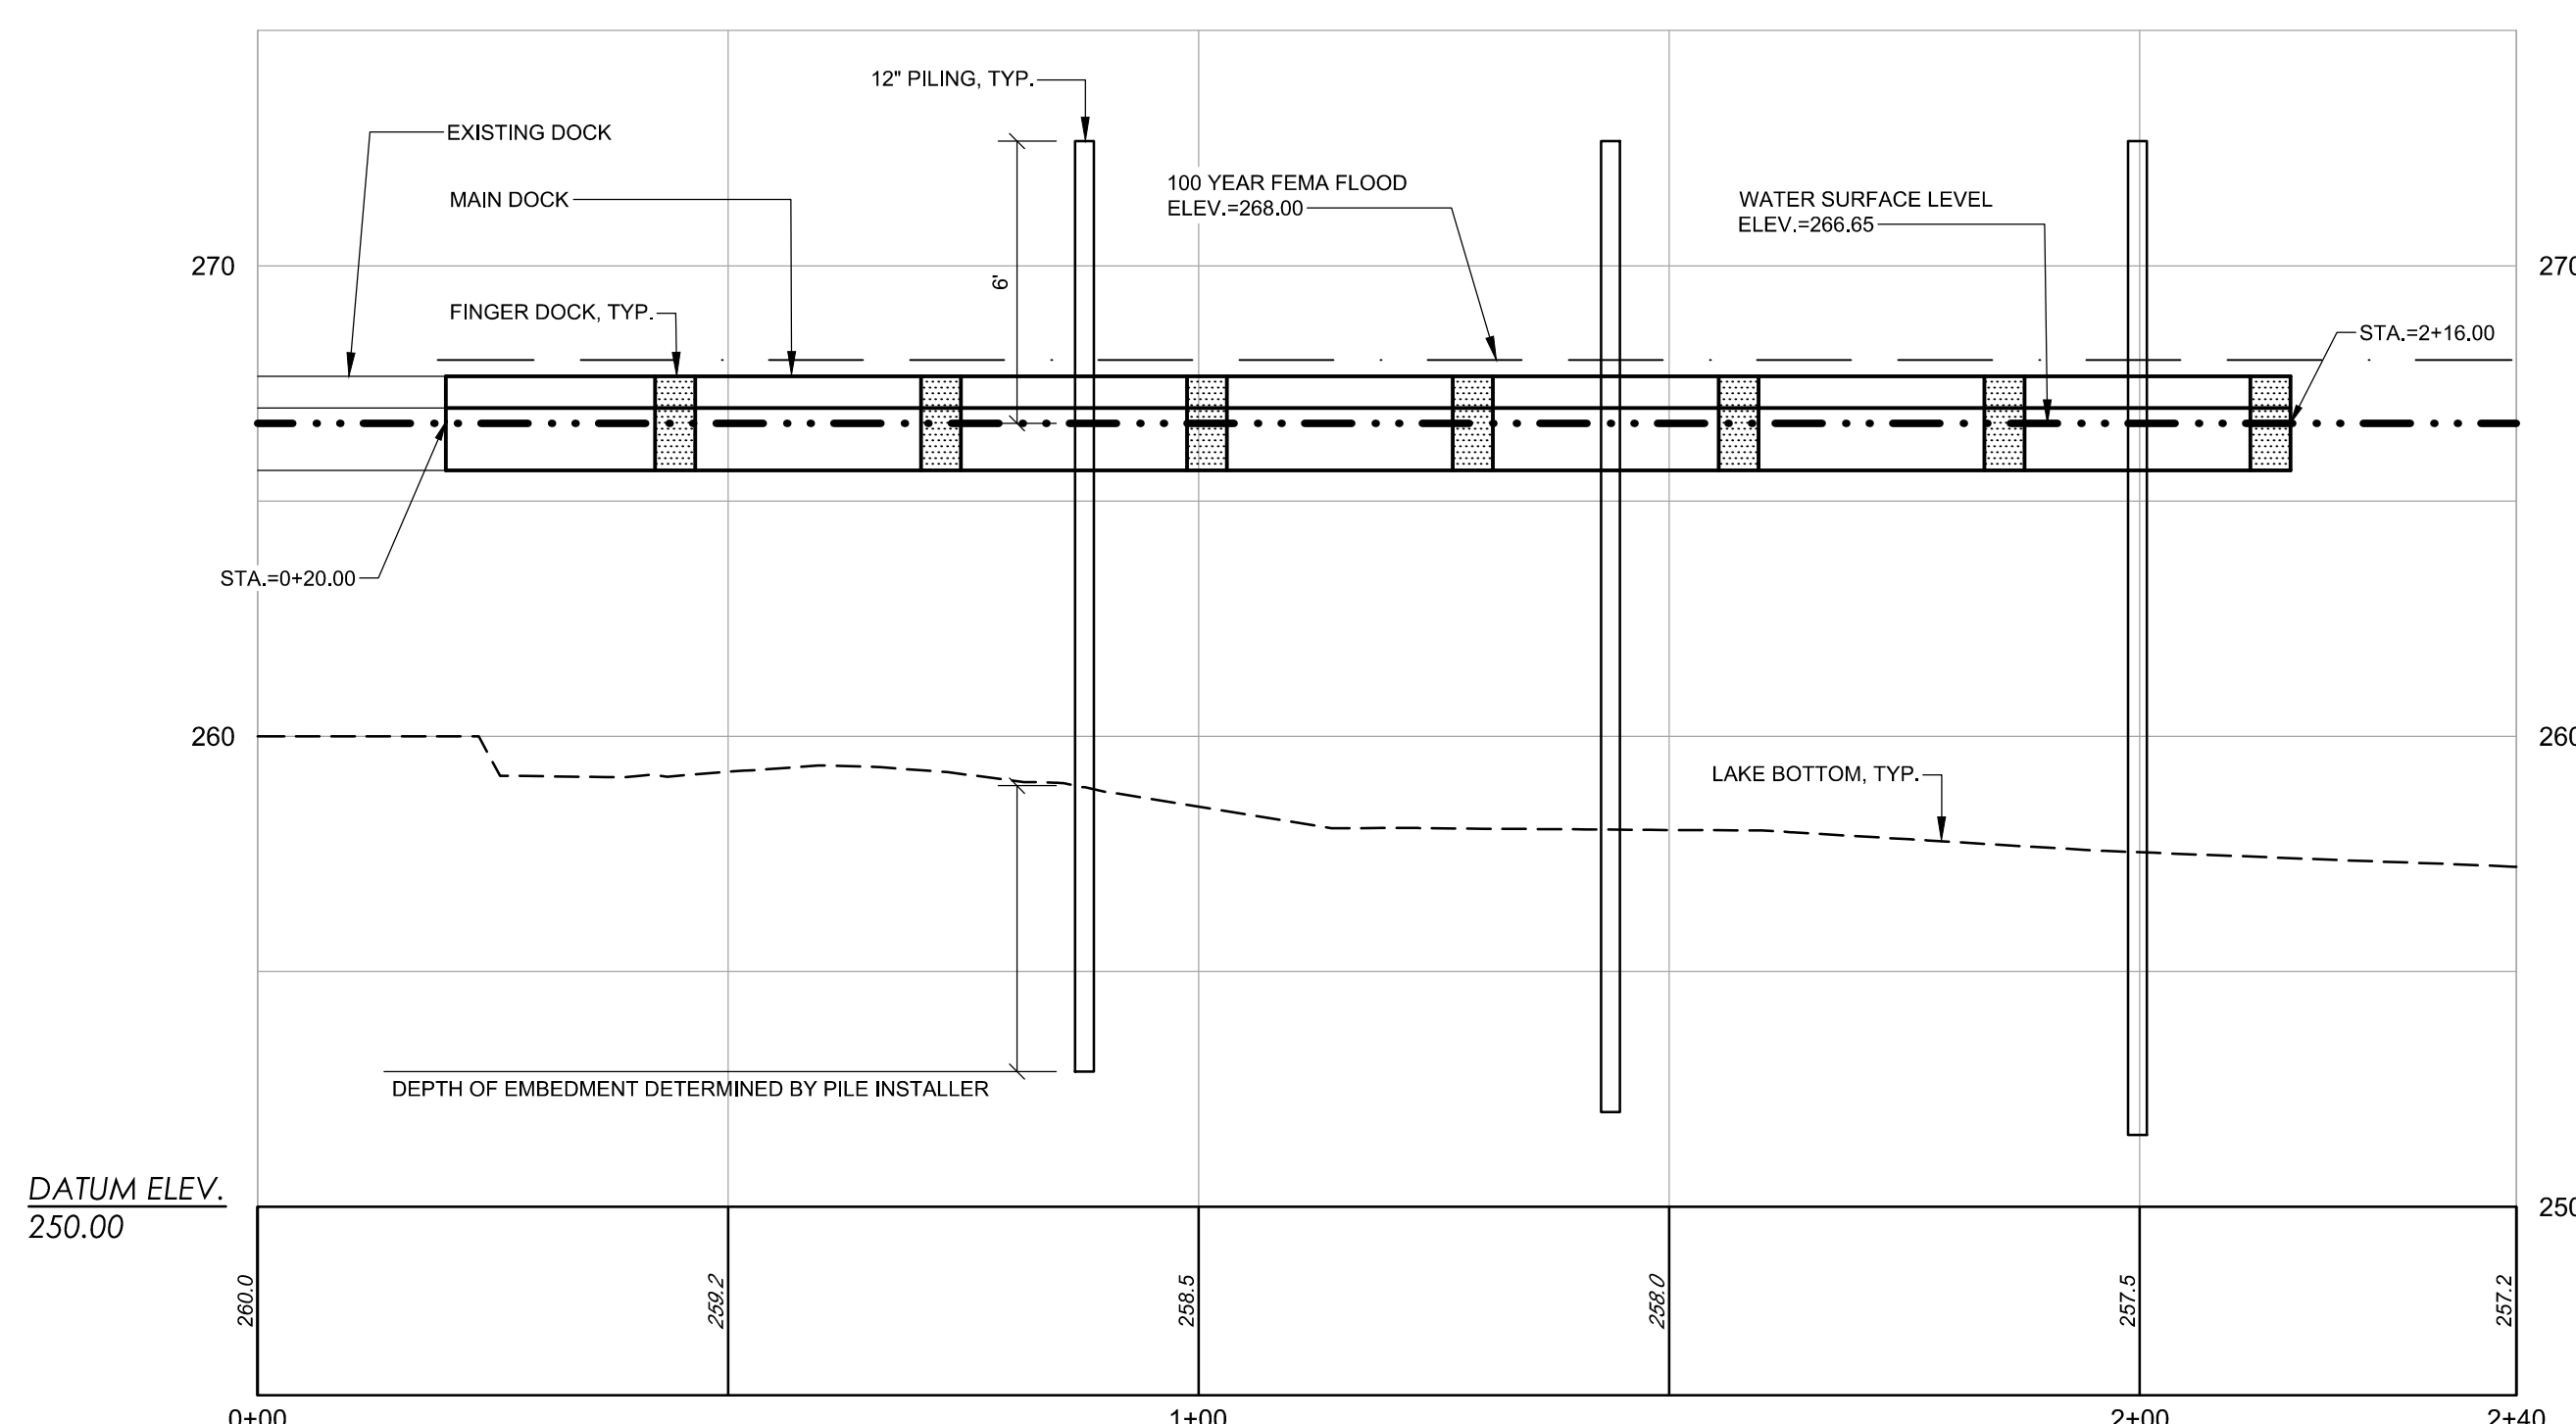 12" PILING, TYP.
EXISTING DOCK
MAIN DOCK
100 YEAR FEMA FLOOD
ELEV.=268.00
WATER SURFACE LEVEL
ELEV.=266.65
270
6'
270
FINGER DOCK, TYP.
STA.=2+16.00
STA.=0+20.00
260
260
LAKE BOTTOM, TYP.
DEPTH OF EMBEDMENT DETERMINED BY PILE INSTALLER
DATUM ELEV.
250.00
250
260.0
259.2
258.5
258.0
257.5
257.2
0+00
1+00
2+00
2+40